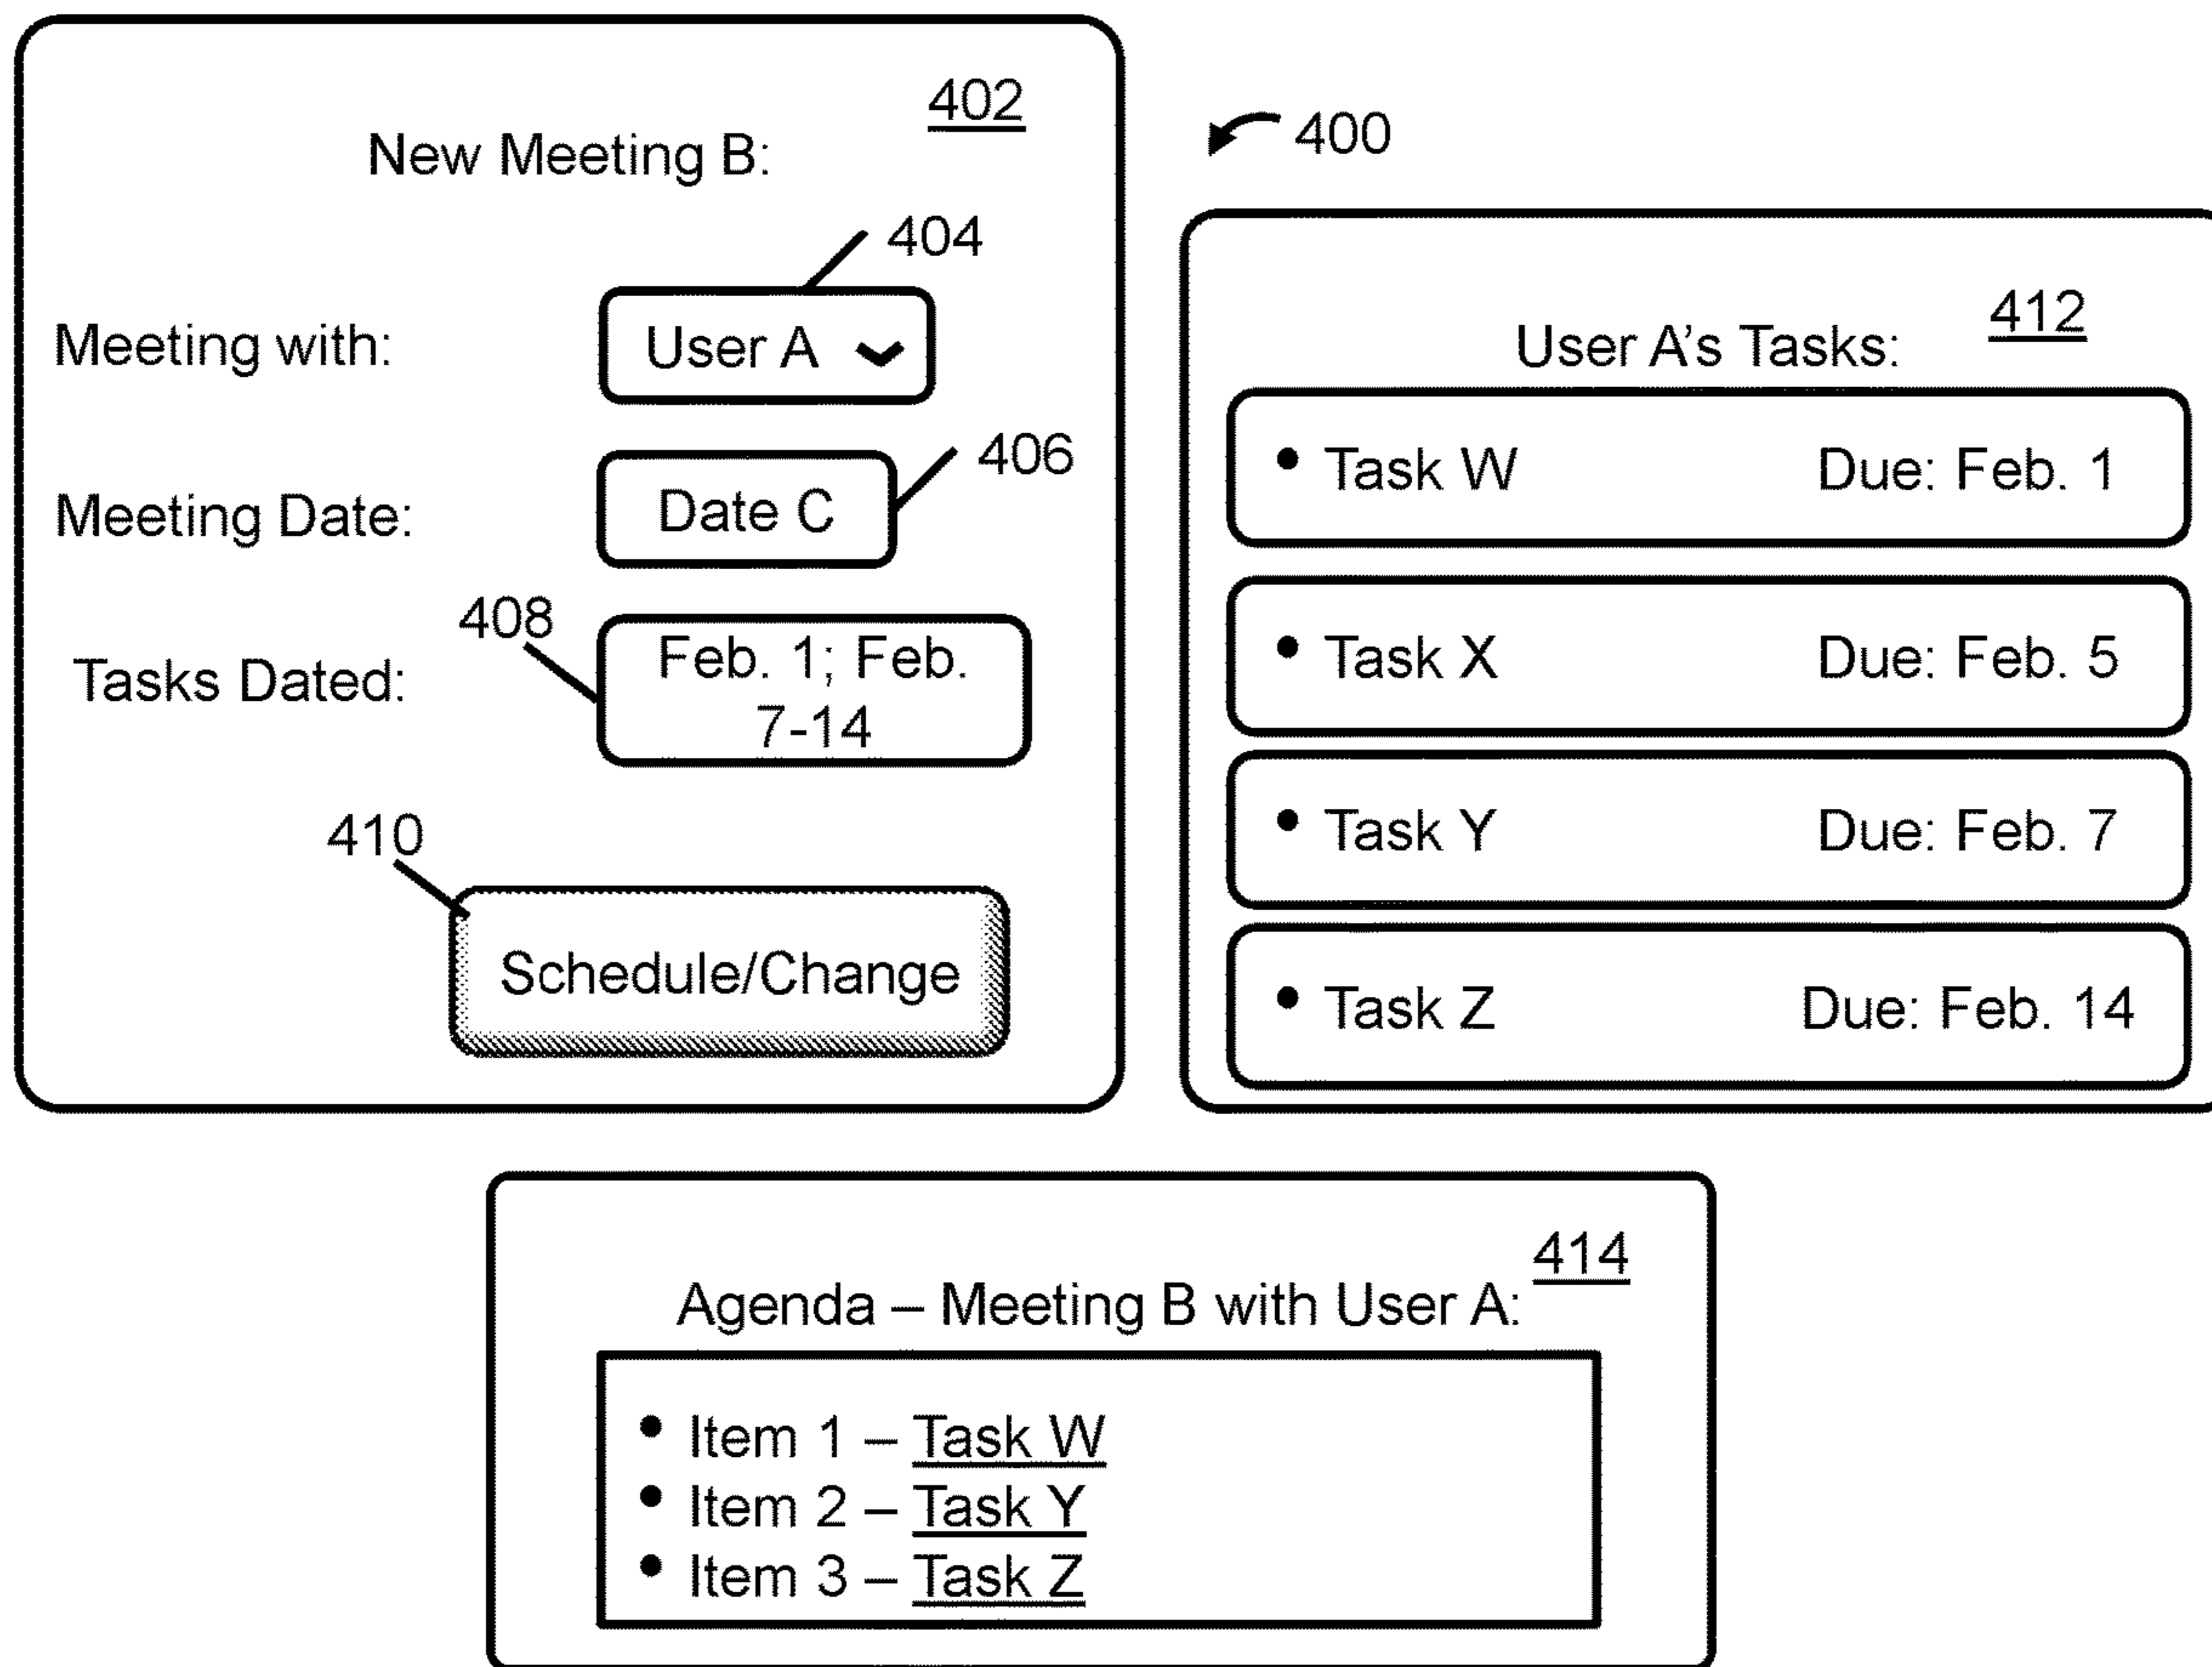 402
New Meeting B:
404
Meeting with:
User A
406
Meeting Date:
Date C
408
Tasks Dated:
Feb. 1; Feb.
7-14
410
Schedule/Change
400
412
User A's Tasks:
• Task W Due: Feb. 1
• Task X Due: Feb. 5
• Task Y Due: Feb. 7
• Task Z Due: Feb. 14
414
Agenda – Meeting B with User A:
• Item 1 – Task W
• Item 2 – Task Y
• Item 3 – Task Z